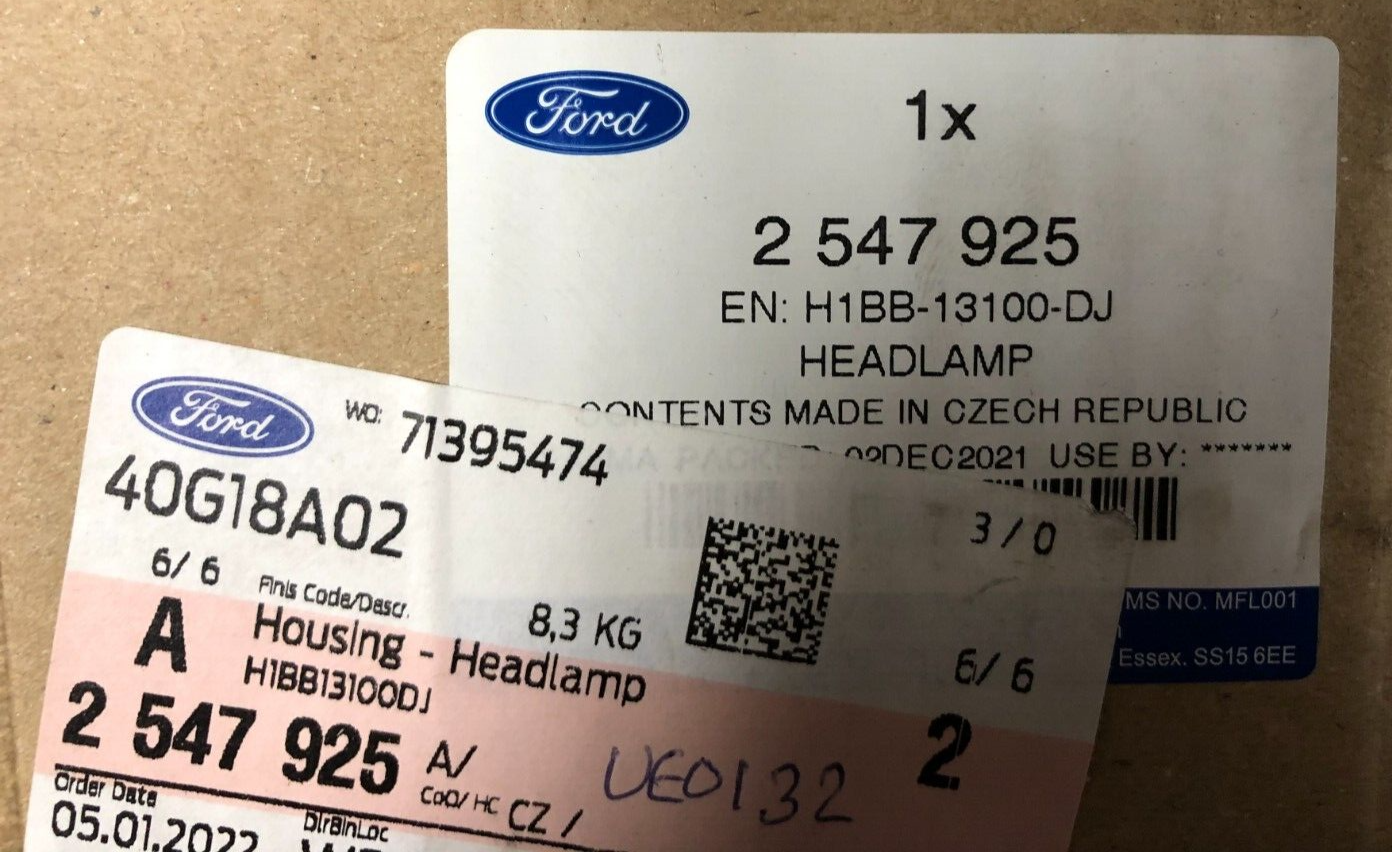 Ford
1x
2 547 925
EN: H1BB-13100-DJ
HEADLAMP
CONTENTS MADE IN CZECH REPUBLIC
PACKED: 02DEC2021 USE BY: *******
MS NO. MFL001
Essex. SS15 6EE
Ford
WO: 71395474
40G18A02
3 / 0
6/ 6
Finis Code/Descr.
8,3 KG
6/ 6
A
Housing - Headlamp
H1BB13100DJ
2
2 547 925 A/
CoO/ HC CZ /
UE0132
Order Date
05.01.2022
DlrBinLoc